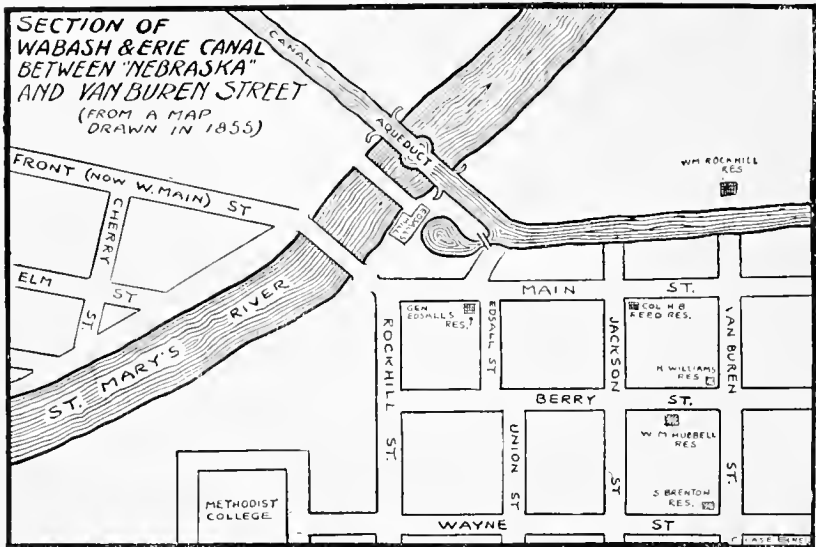 SECTION OF
WABASH & ERIE CANAL
BETWEEN "NEBRASKA"
AND VAN BUREN STREET
(FROM A MAP
DRAWN IN 1855)
CANAL
AQUEDUCT
WM ROCKHILL
RES
FRONT (NOW W. MAIN) ST
CHERRY
ST.
ELM ST
EDSALL'S
MILL
ST. MARY'S RIVER
MAIN ST.
GEN
EDSALLS
RES.?
ROCKHILL ST.
EDSALL ST
JACKSON
ST
COL H.B.
REED RES.
VAN BUREN
ST.
H WILLIAMS
RES
BERRY ST.
UNION ST
W M HUBBELL
RES
S BRENTON
RES.
METHODIST
COLLEGE
WAYNE ST